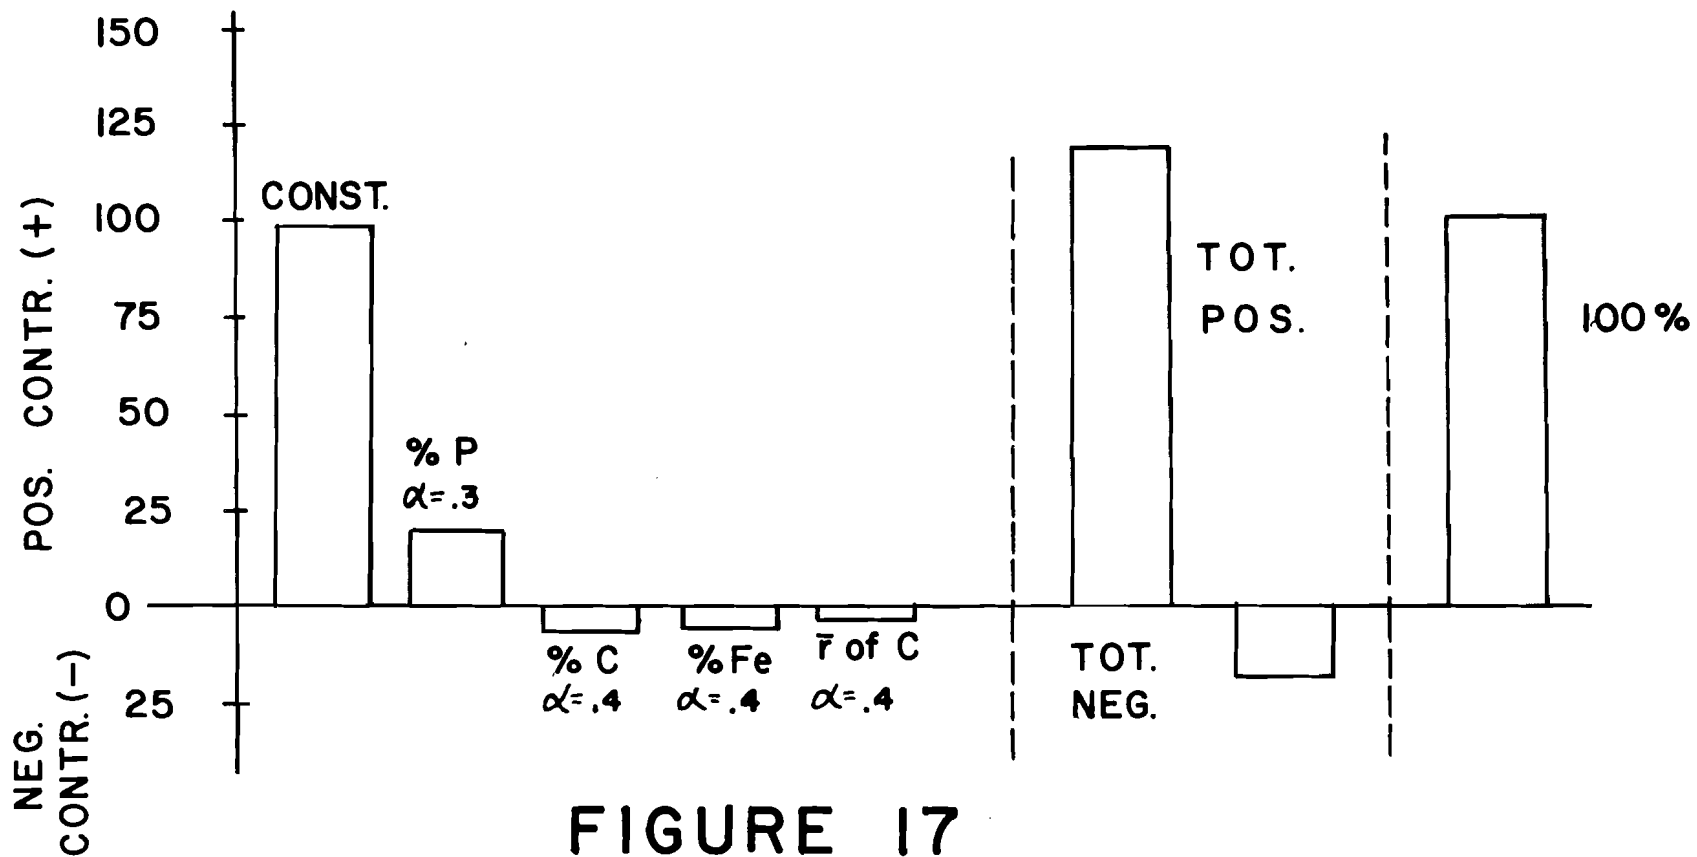 150
125
100
75
50
25
0
25
POS. CONTR. (+)
NEG.
CONTR. (−)
CONST.
% P
α = .3
% C
α = .4
% Fe
α = .4
r̄ of C
α = .4
TOT.
POS.
TOT.
NEG.
100%
FIGURE 17